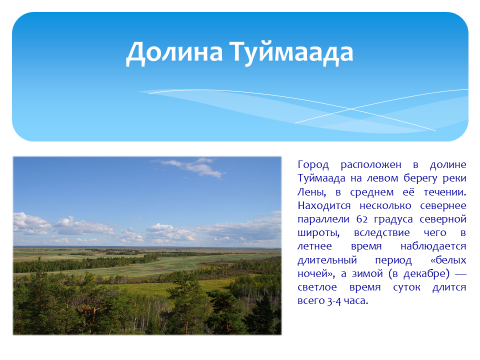 Долина Туймаада
Город расположен в долине
Туймаада на левом берегу реки
Лены, в среднем её течении.
Находится несколько севернее
параллели 62 градуса северной
широты, вследствие чего в
летнее время наблюдается
длительный период «белых
ночей», а зимой (в декабре) —
светлое время суток длится
всего 3-4 часа.